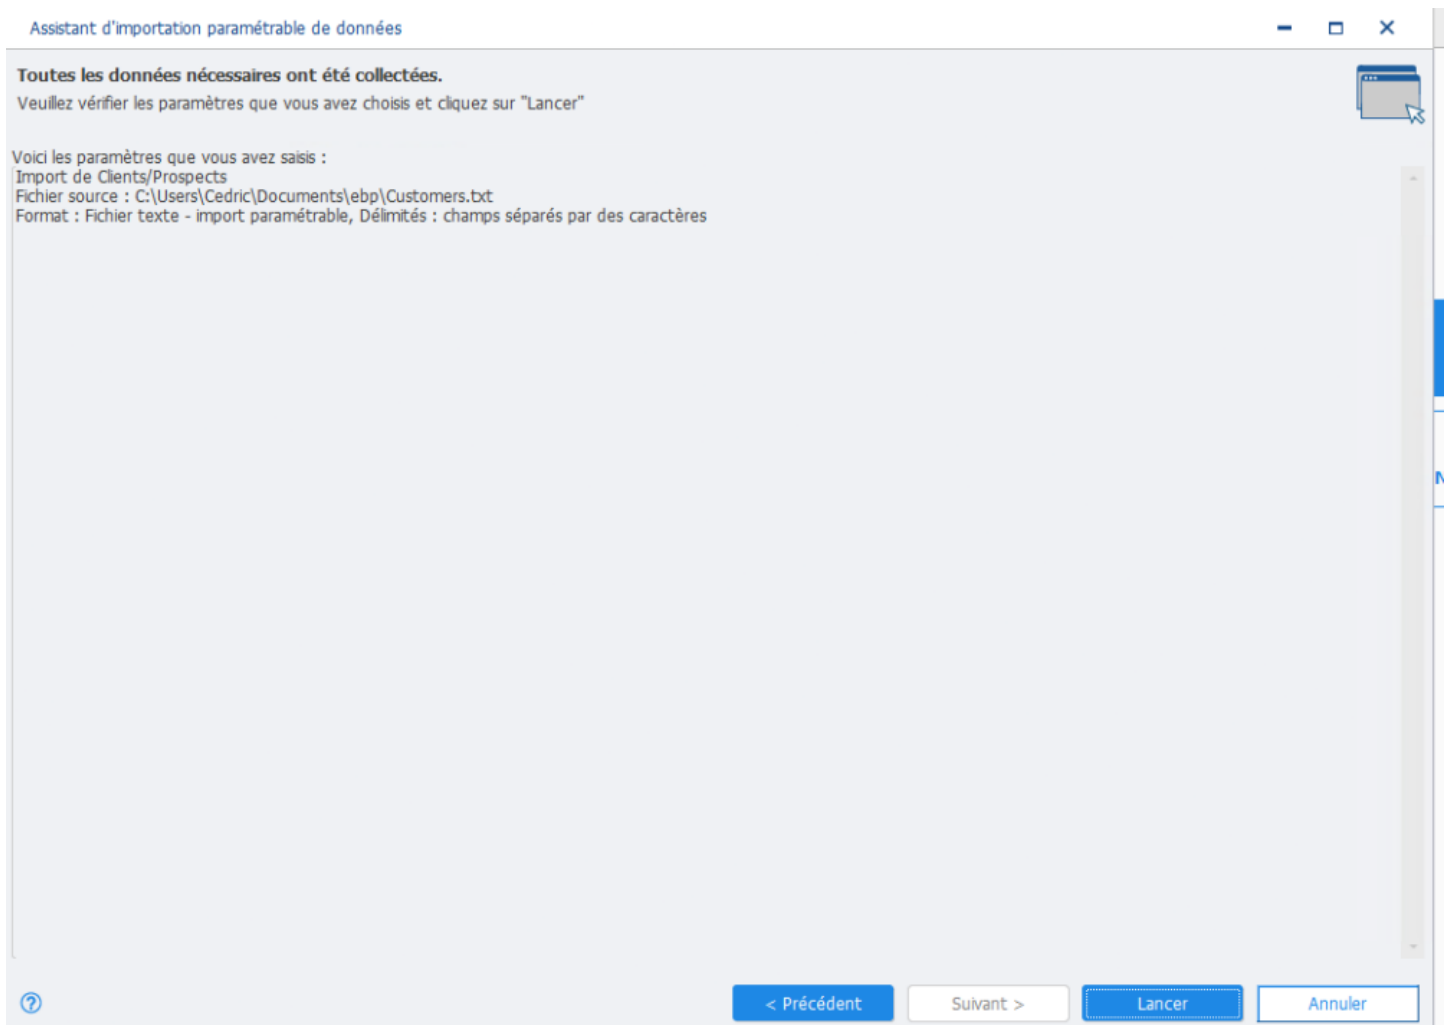 Assistant d'importation paramétrable de données
Toutes les données nécessaires ont été collectées.
Veuillez vérifier les paramètres que vous avez choisis et cliquez sur "Lancer"
Voici les paramètres que vous avez saisis :
Import de Clients/Prospects
Fichier source : C:\Users\Cedric\Documents\ebp\Customers.txt
Format : Fichier texte - import paramétrable, Délimités : champs séparés par des caractères
N
< Précédent
Suivant >
Lancer
Annuler